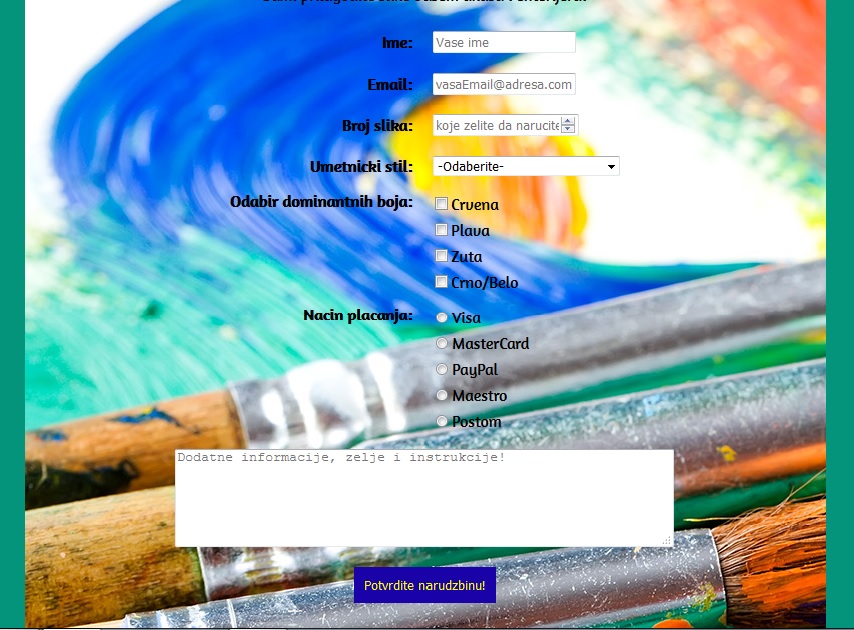 Ime: Vase ime
Email: vasaEmail@adresa.com
Broj slika: koje zelite da narucite
Umetnicki stil: -Odaberite-
Odabir dominantnih boja: Crvena
Plava
Zuta
Crno/Belo
Nacin placanja: Visa
MasterCard
PayPal
Maestro
Postom
Dodatne informacije, zelje i instrukcije!
Potvrdite narudzbinu!